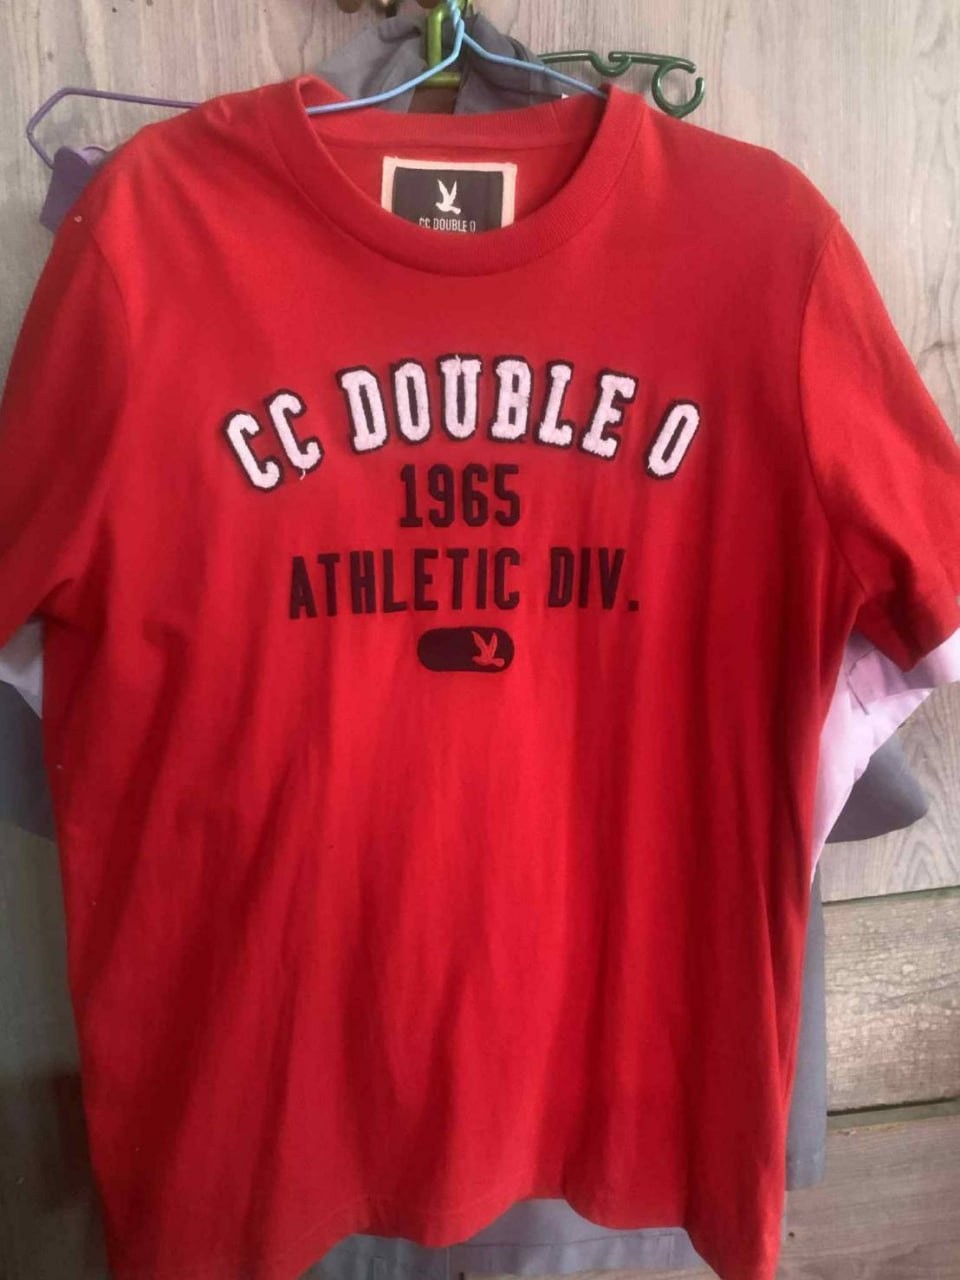 CC DOUBLE O
CC DOUBLE O
1965
ATHLETIC DIV.